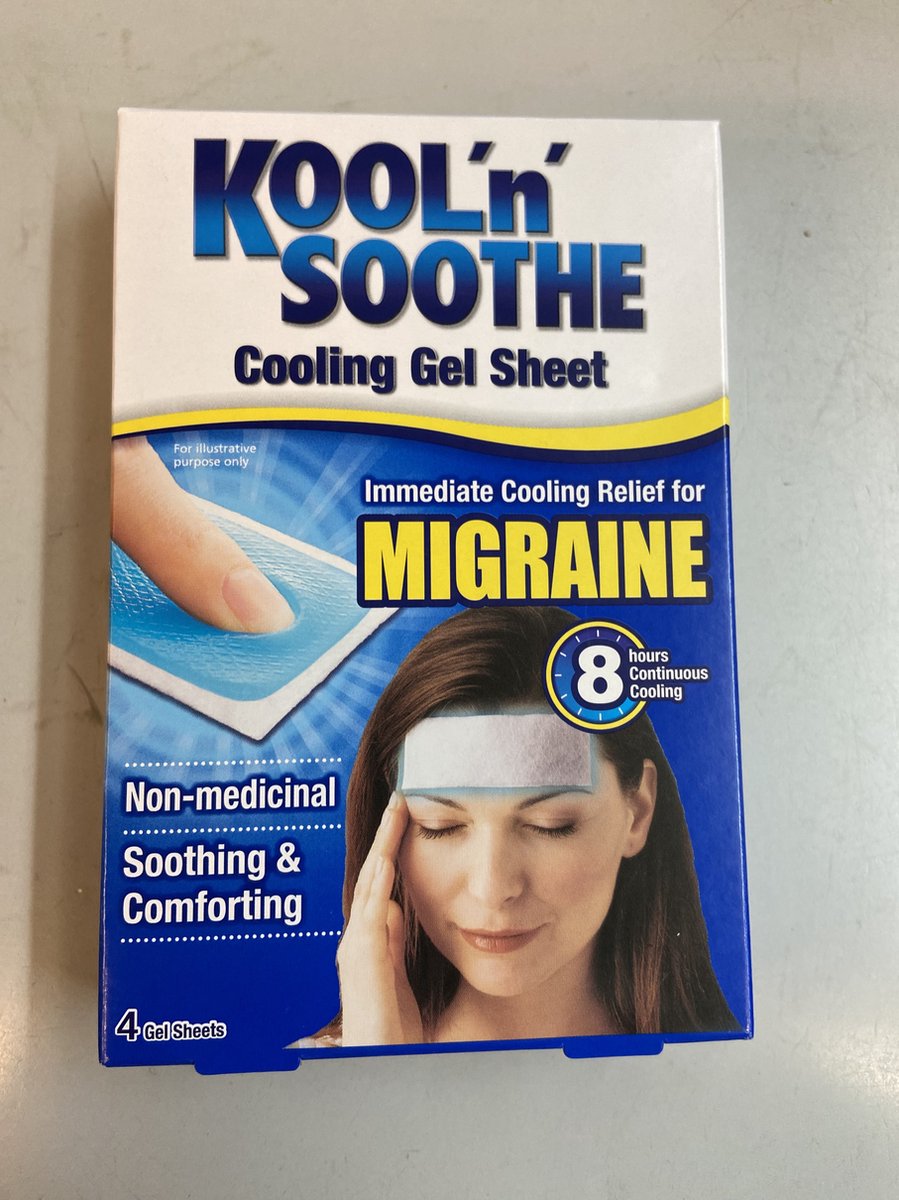 KOOL'n'
SOOTHE
Cooling Gel Sheet
For illustrative
purpose only
Immediate Cooling Relief for
MIGRAINE
8
hours
Continuous
Cooling
Non-medicinal
Soothing &
Comforting
4 Gel Sheets